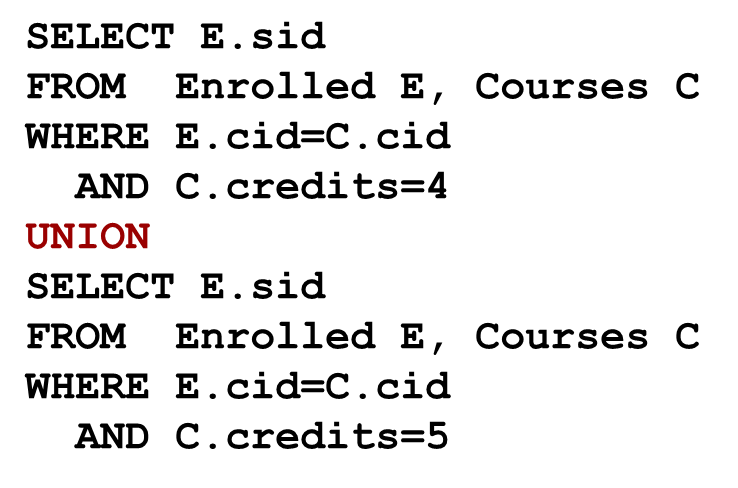 SELECT E.sid
FROM  Enrolled E, Courses C
WHERE E.cid=C.cid
  AND C.credits=4
UNION
SELECT E.sid
FROM  Enrolled E, Courses C
WHERE E.cid=C.cid
  AND C.credits=5